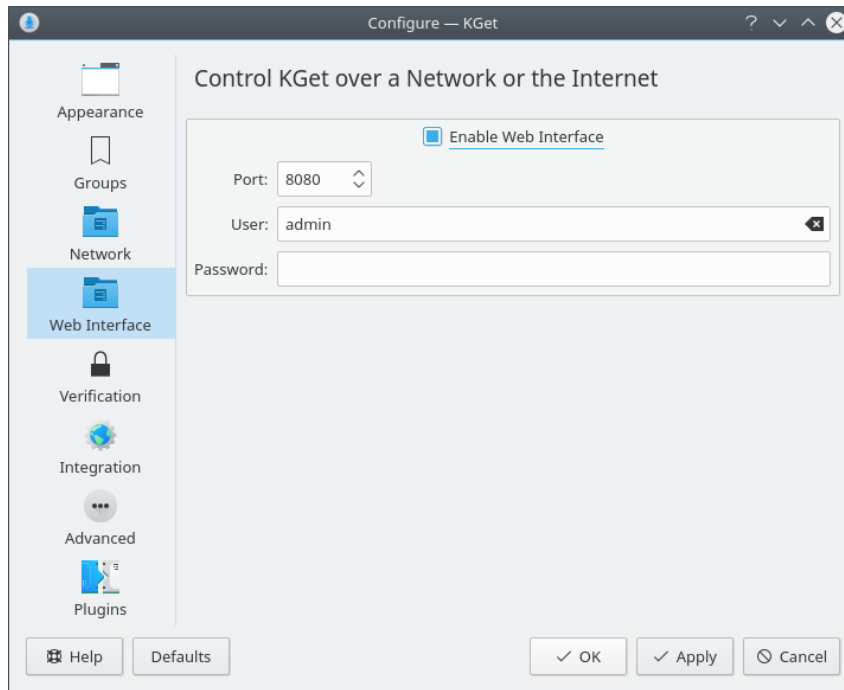 Configure — KGet
Appearance
Groups
Network
Web Interface
Verification
Integration
Advanced
Plugins
Control KGet over a Network or the Internet
Enable Web Interface
Port: 8080
User: admin
Password:
Help Defaults OK Apply Cancel